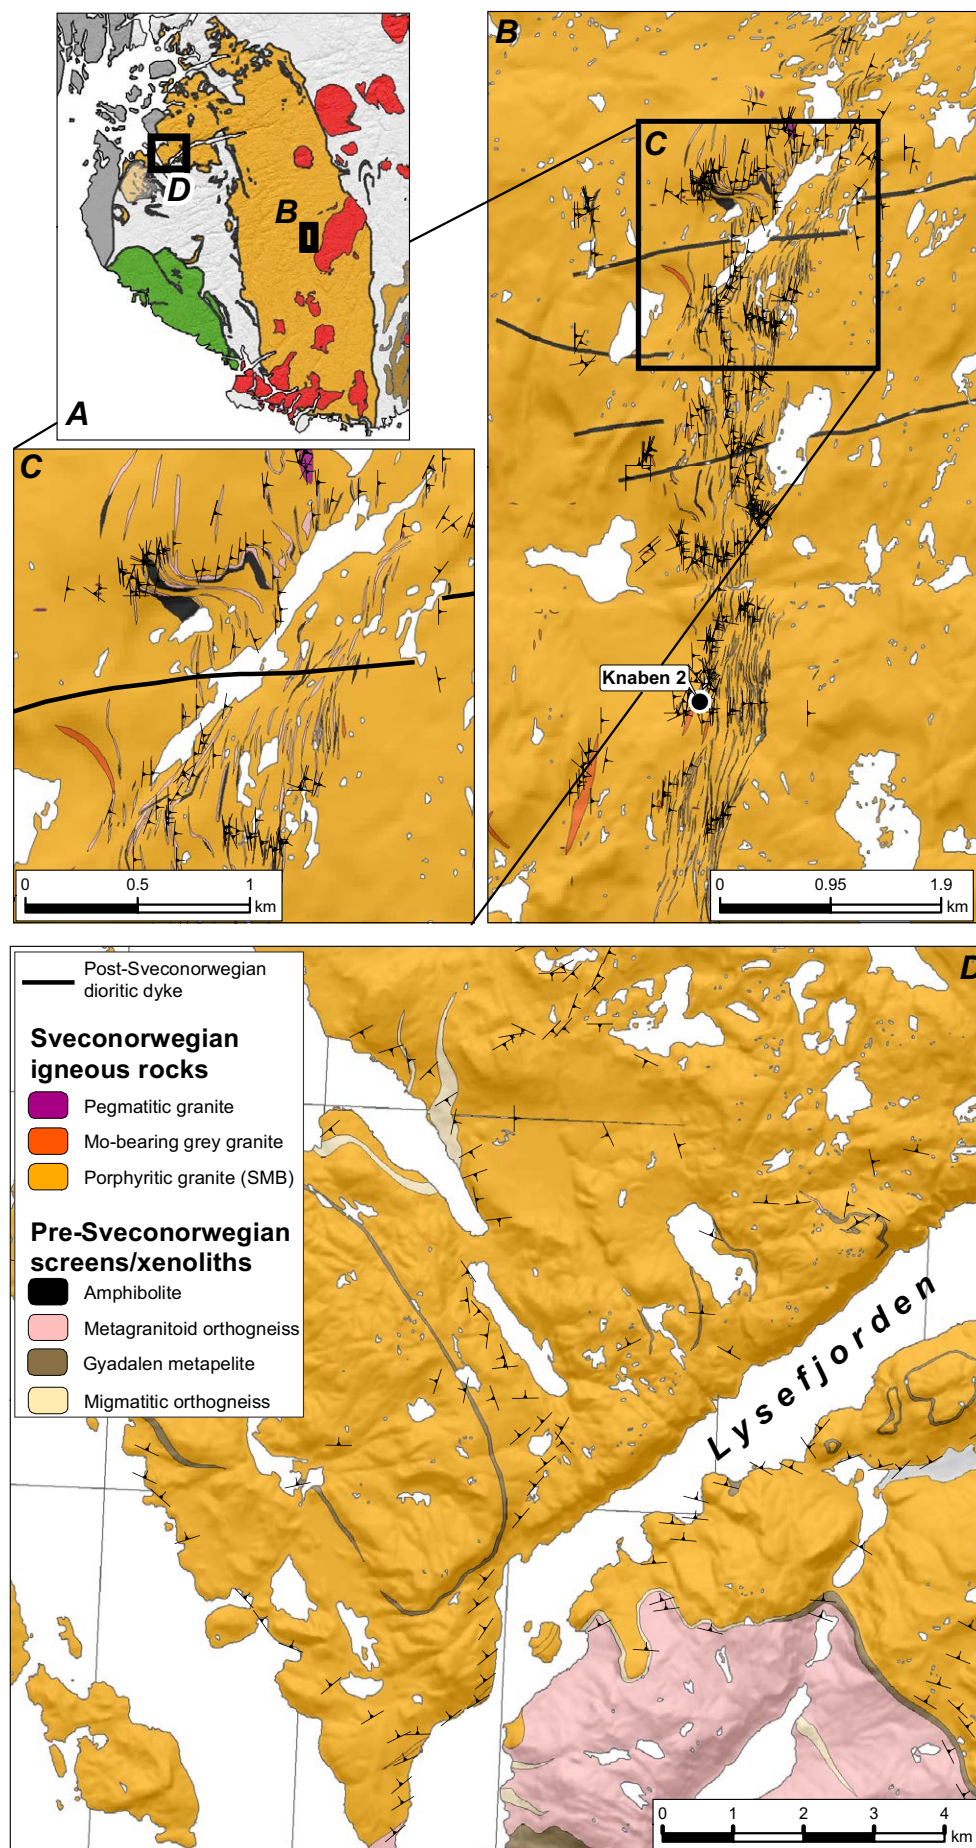 A
B
D
B
C
Knaben 2
0 0.95 1.9
km
C
0 0.5 1
km
D
Post-Sveconorwegian
dioritic dyke
Sveconorwegian
igneous rocks
Pegmatitic granite
Mo-bearing grey granite
Porphyritic granite (SMB)
Pre-Sveconorwegian
screens/xenoliths
Amphibolite
Metagranitoid orthogneiss
Gyadalen metapelite
Migmatitic orthogneiss
Lysefjorden
0 1 2 3 4
km